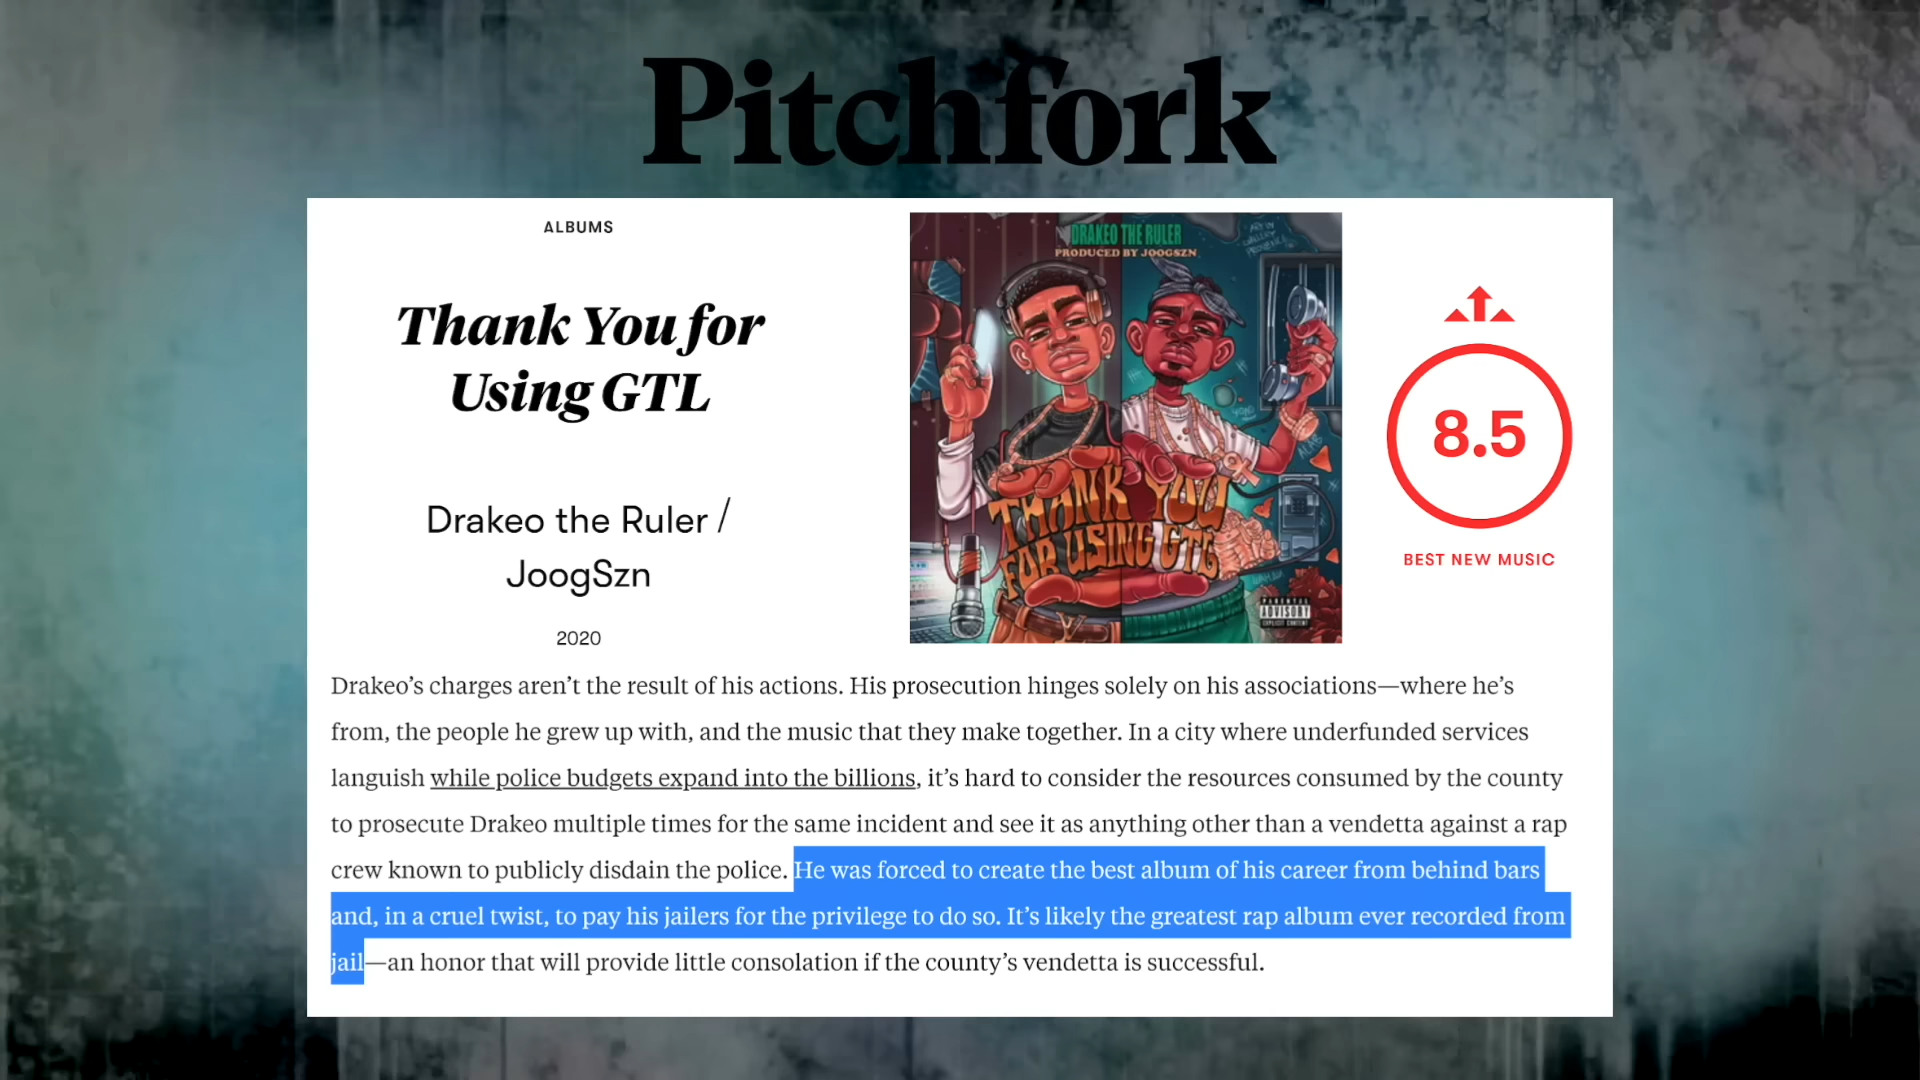 Pitchfork
ALBUMS
Thank You for
Using GTL
Drakeo the Ruler /
JoogSzn
2020
DRAKEO THE RULER
PRODUCED BY JOOGSZN
THANK YOU
FOR USING GTL
PARENTAL
ADVISORY
EXPLICIT CONTENT
8.5
BEST NEW MUSIC
Drakeo’s charges aren’t the result of his actions. His prosecution hinges solely on his associations—where he’s
from, the people he grew up with, and the music that they make together. In a city where underfunded services
languish while police budgets expand into the billions, it’s hard to consider the resources consumed by the county
to prosecute Drakeo multiple times for the same incident and see it as anything other than a vendetta against a rap
crew known to publicly disdain the police. He was forced to create the best album of his career from behind bars
and, in a cruel twist, to pay his jailers for the privilege to do so. It’s likely the greatest rap album ever recorded from
jail—an honor that will provide little consolation if the county’s vendetta is successful.